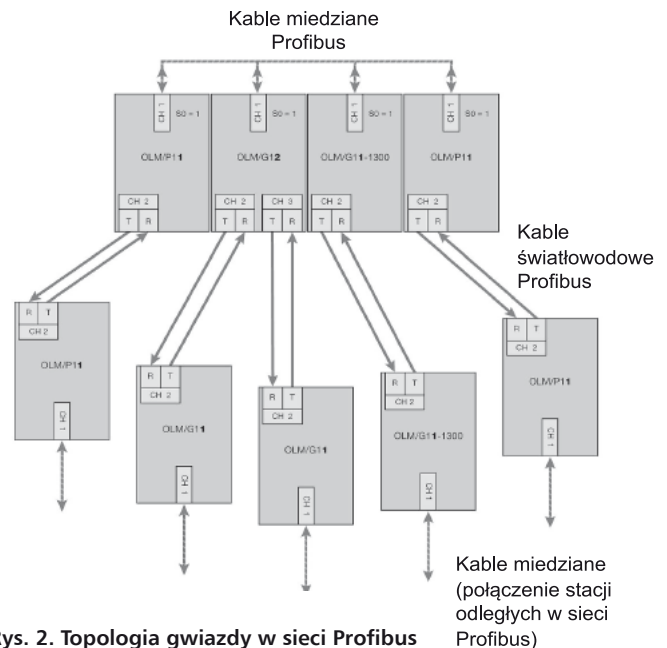 Kable miedziane
Profibus
CH 1 S0 = 1 CH 1 S0 = 1 CH 1 S0 = 1 CH 1 S0 = 1
OLM/P11 OLM/G12 OLM/G11-1300 OLM/P11
CH 2 CH 2 CH 3 CH 2 CH 2
T R T R T R T R T R
Kable
światłowodowe
Profibus
R T
CH 2
OLM/P11
CH 1
R T
CH 2
OLM/G11
CH 1
R T
CH 2
OLM/G11
CH 1
R T
CH 2
OLM/G11-1300
CH 1
R T
CH 2
OLM/P11
CH 1
Kable miedziane
(połączenie stacji
odległych w sieci
Profibus)
Rys. 2. Topologia gwiazdy w sieci Profibus